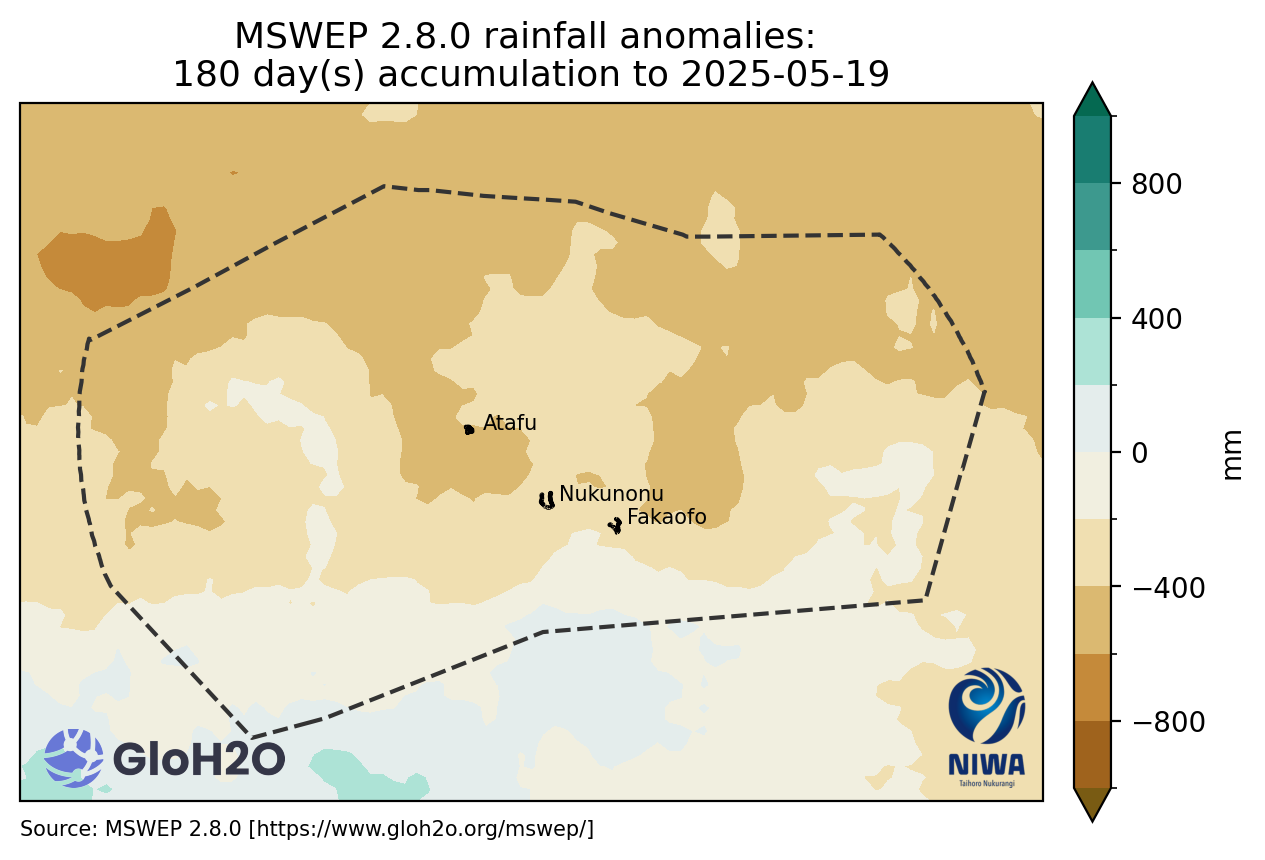 MSWEP 2.8.0 rainfall anomalies:
180 day(s) accumulation to 2025-05-19
800
400
0
−400
−800
mm
Atafu
Nukunonu
Fakaofo
GloH2O
NIWA
Taihoro Nukurangi
Source: MSWEP 2.8.0 [https://www.gloh2o.org/mswep/]